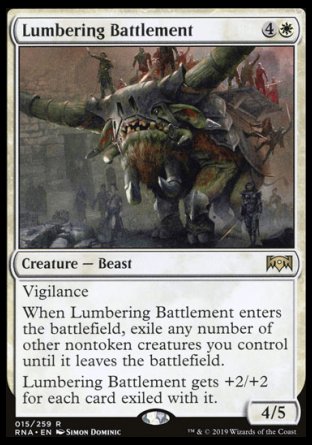 Lumbering Battlement 4
Creature — Beast
Vigilance
When Lumbering Battlement enters
the battlefield, exile any number of
other nontoken creatures you control
until it leaves the battlefield.
Lumbering Battlement gets +2/+2
for each card exiled with it.
4/5
015/259 R
RNA • EN SIMON DOMINIC ™ & © 2019 Wizards of the Coast